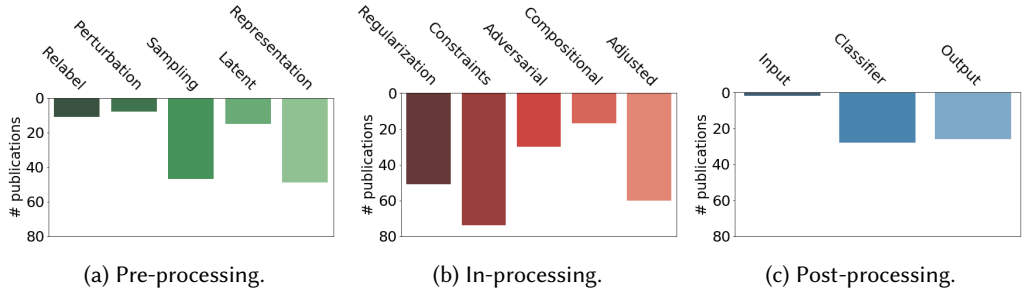 Relabel
Perturbation
Sampling
Latent
Representation
0
20
40
60
80
# publications
(a) Pre-processing.
Regularization
Constraints
Adversarial
Compositional
Adjusted
0
20
40
60
80
# publications
(b) In-processing.
Input
Classifier
Output
0
20
40
60
80
# publications
(c) Post-processing.